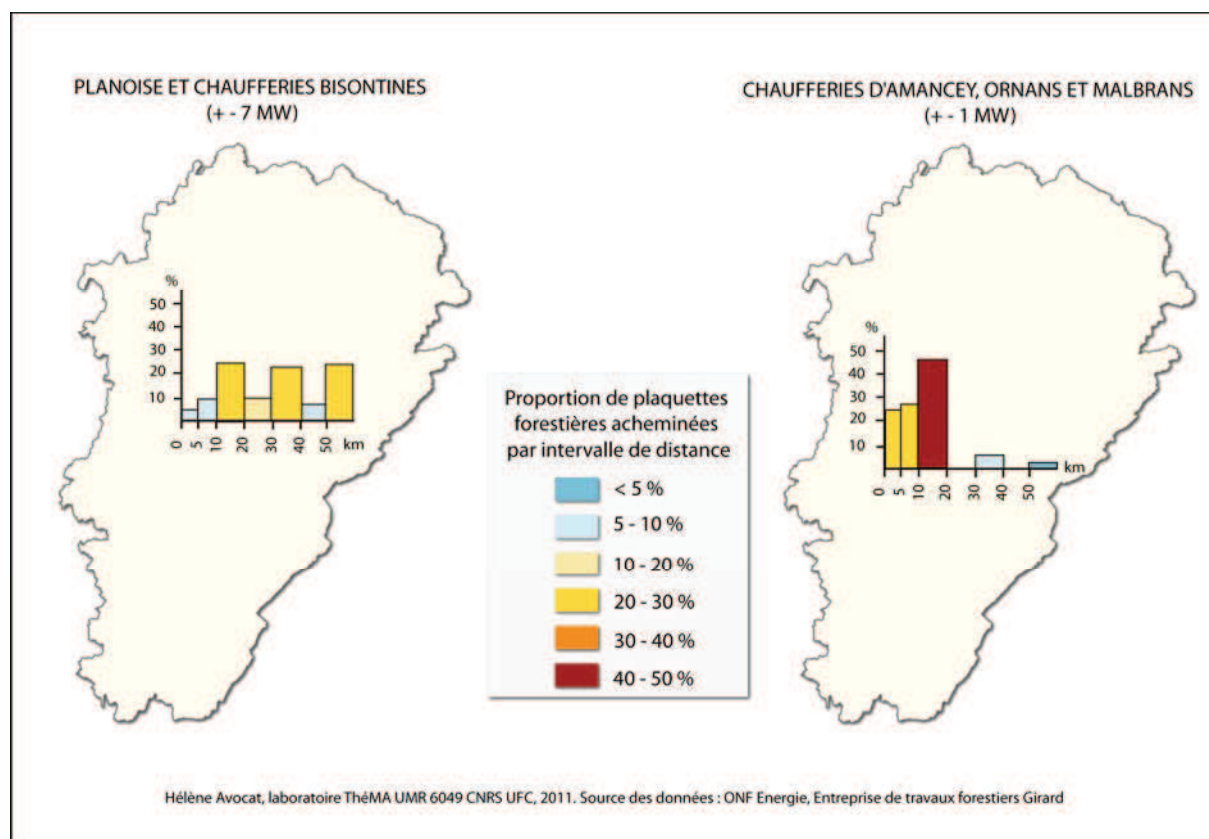 PLANOISE ET CHAUFFERIES BISONTINES
(+ - 7 MW)
CHAUFFERIES D'AMANCEY, ORNANS ET MALBRANS
(+ - 1 MW)
%
50
40
30
20
10
0
5
10
20
30
40
50
km
%
50
40
30
20
10
0
5
10
20
30
40
50
km
Proportion de plaquettes
forestières acheminées
par intervalle de distance
< 5 %
5 - 10 %
10 - 20 %
20 - 30 %
30 - 40 %
40 - 50 %
Hélène Avocat, laboratoire ThéMA UMR 6049 CNRS UFC, 2011. Source des données : ONF Energie, Entreprise de travaux forestiers Girard